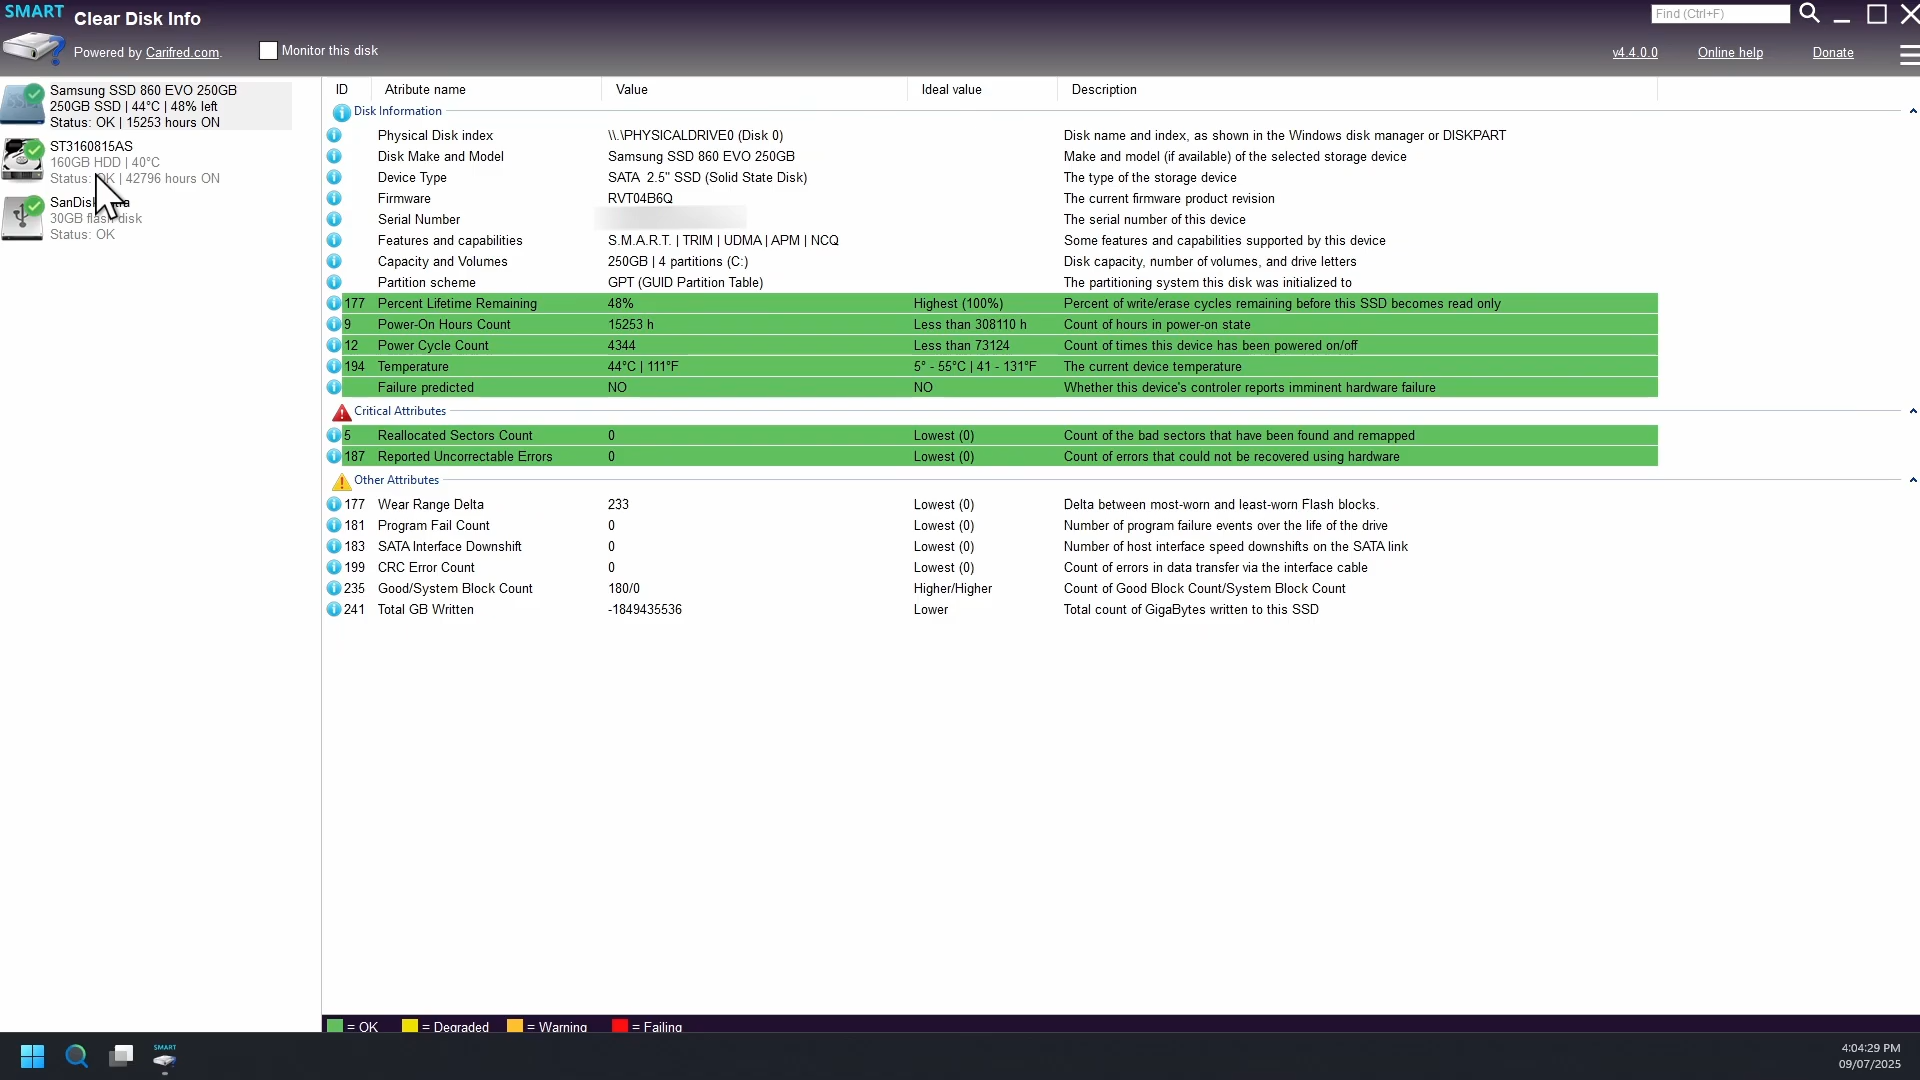 SMART
Clear Disk Info
Powered by Carifred.com.
Monitor this disk
Find (Ctrl+F)
v4.4.0.0
Online help
Donate
Samsung SSD 860 EVO 250GB
250GB SSD | 44°C | 48% left
Status: OK | 15253 hours ON
ST3160815AS
160GB HDD | 40°C
Status: OK | 42796 hours ON
SanDisk
30GB flash disk
Status: OK
ID Atribute name Value Ideal value Description
Disk Information
Physical Disk index \\.\PHYSICALDRIVE0 (Disk 0) Disk name and index, as shown in the Windows disk manager or DISKPART
Disk Make and Model Samsung SSD 860 EVO 250GB Make and model (if available) of the selected storage device
Device Type SATA 2.5" SSD (Solid State Disk) The type of the storage device
Firmware RVT04B6Q The current firmware product revision
Serial Number The serial number of this device
Features and capabilities S.M.A.R.T. | TRIM | UDMA | APM | NCQ Some features and capabilities supported by this device
Capacity and Volumes 250GB | 4 partitions (C:) Disk capacity, number of volumes, and drive letters
Partition scheme GPT (GUID Partition Table) The partitioning system this disk was initialized to
177 Percent Lifetime Remaining 48% Highest (100%) Percent of write/erase cycles remaining before this SSD becomes read only
9 Power-On Hours Count 15253 h Less than 308110 h Count of hours in power-on state
12 Power Cycle Count 4344 Less than 73124 Count of times this device has been powered on/off
194 Temperature 44°C | 111°F 5° - 55°C | 41 - 131°F The current device temperature
Failure predicted NO NO Whether this device's controler reports imminent hardware failure
Critical Attributes
5 Reallocated Sectors Count 0 Lowest (0) Count of the bad sectors that have been found and remapped
187 Reported Uncorrectable Errors 0 Lowest (0) Count of errors that could not be recovered using hardware
Other Attributes
177 Wear Range Delta 233 Lowest (0) Delta between most-worn and least-worn Flash blocks.
181 Program Fail Count 0 Lowest (0) Number of program failure events over the life of the drive
183 SATA Interface Downshift 0 Lowest (0) Number of host interface speed downshifts on the SATA link
199 CRC Error Count 0 Lowest (0) Count of errors in data transfer via the interface cable
235 Good/System Block Count 180/0 Higher/Higher Count of Good Block Count/System Block Count
241 Total GB Written -1849435536 Lower Total count of GigaBytes written to this SSD
= OK = Degraded = Warning = Failing
SMART
4:04:29 PM
09/07/2025